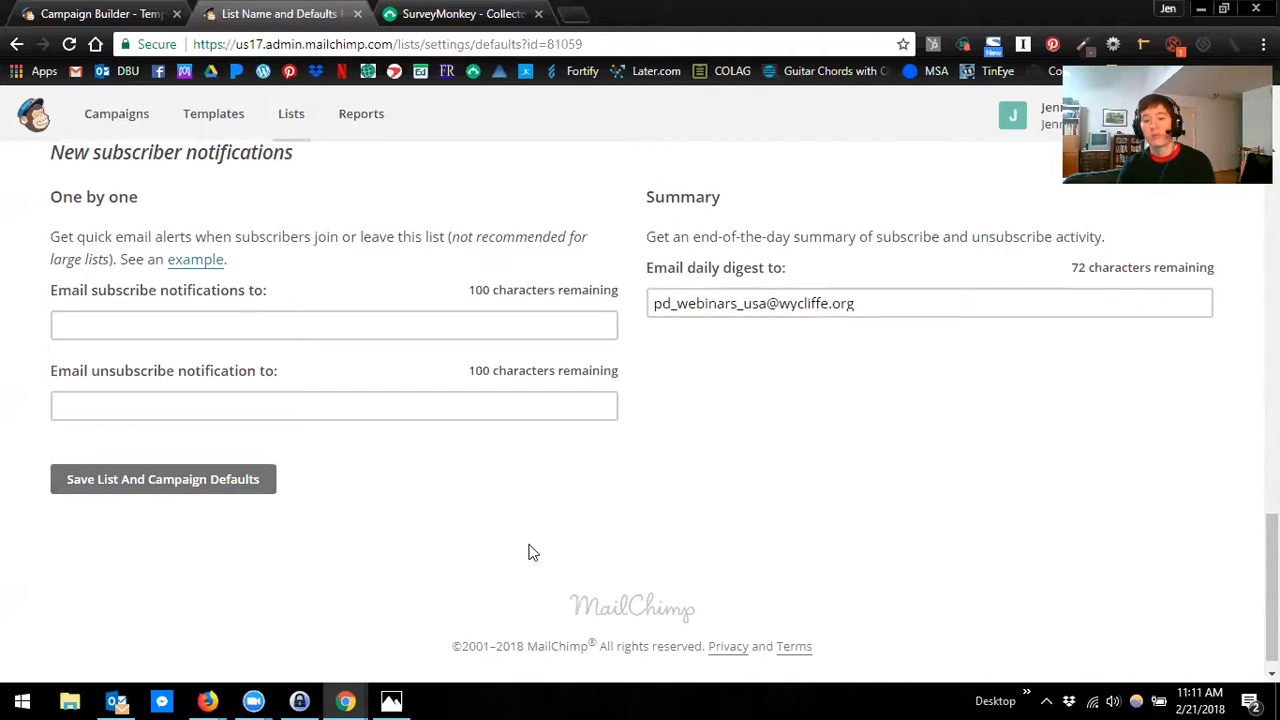 Campaign Builder - Temp
List Name and Defaults
SurveyMonkey - Collecto
Jen
Secure
https://us17.admin.mailchimp.com/lists/settings/defaults?id=81059
New
1
Apps
DBU
Fortify
Later.com
COLAG
Guitar Chords with C
MSA
TinEye
Campaigns
Templates
Lists
Reports
J
New subscriber notifications
One by one
Get quick email alerts when subscribers join or leave this list (not recommended for
large lists). See an example.
Email subscribe notifications to:
100 characters remaining
Email unsubscribe notification to:
100 characters remaining
Summary
Get an end-of-the-day summary of subscribe and unsubscribe activity.
Email daily digest to:
72 characters remaining
pd_webinars_usa@wycliffe.org
Save List And Campaign Defaults
MailChimp
©2001–2018 MailChimp® All rights reserved. Privacy and Terms
Desktop
11:11 AM
2/21/2018
2